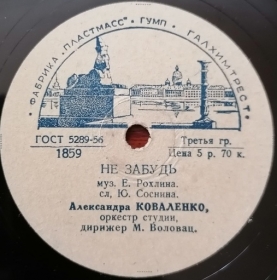 ФАБРИКА „ПЛАСТМАСС" • ГУМП • ГАЛХИМТРЕСТ
ГОСТ 5289-56
1859
Третья гр.
Цена 5 р. 70 к.
НЕ ЗАБУДЬ
муз. Е. Рохлина.
сл. Ю. Соснина.
Александра КОВАЛЕНКО,
оркестр студии,
дирижер М. Воловац.